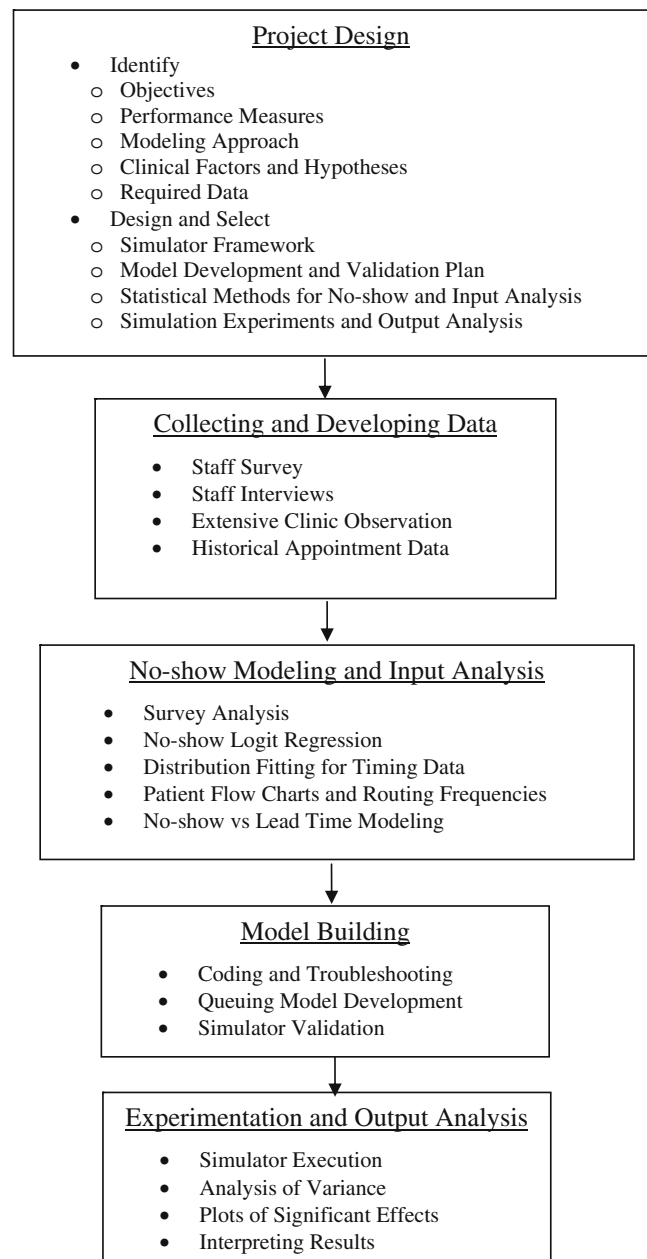 Project Design
• Identify
o Objectives
o Performance Measures
o Modeling Approach
o Clinical Factors and Hypotheses
o Required Data
• Design and Select
o Simulator Framework
o Model Development and Validation Plan
o Statistical Methods for No-show and Input Analysis
o Simulation Experiments and Output Analysis
Collecting and Developing Data
• Staff Survey
• Staff Interviews
• Extensive Clinic Observation
• Historical Appointment Data
No-show Modeling and Input Analysis
• Survey Analysis
• No-show Logit Regression
• Distribution Fitting for Timing Data
• Patient Flow Charts and Routing Frequencies
• No-show vs Lead Time Modeling
Model Building
• Coding and Troubleshooting
• Queuing Model Development
• Simulator Validation
Experimentation and Output Analysis
• Simulator Execution
• Analysis of Variance
• Plots of Significant Effects
• Interpreting Results